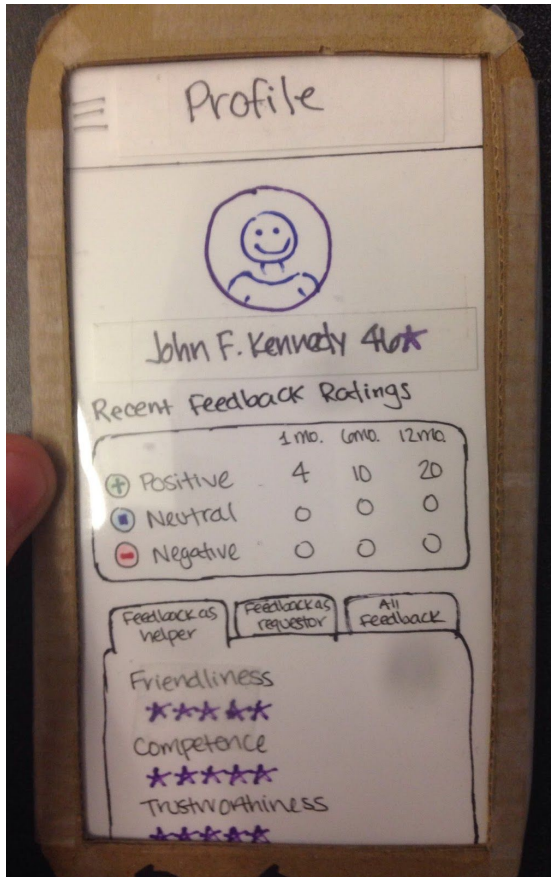 Profile
John F. Kennedy 46★
Recent Feedback Ratings
1 mo. 6mo. 12mo.
Positive 4 10 20
Neutral 0 0 0
Negative 0 0 0
Feedback as helper
Feedback as requestor
All Feedback
Friendliness
★★★★★
Competence
★★★★★
Trustworthiness
★★★★★